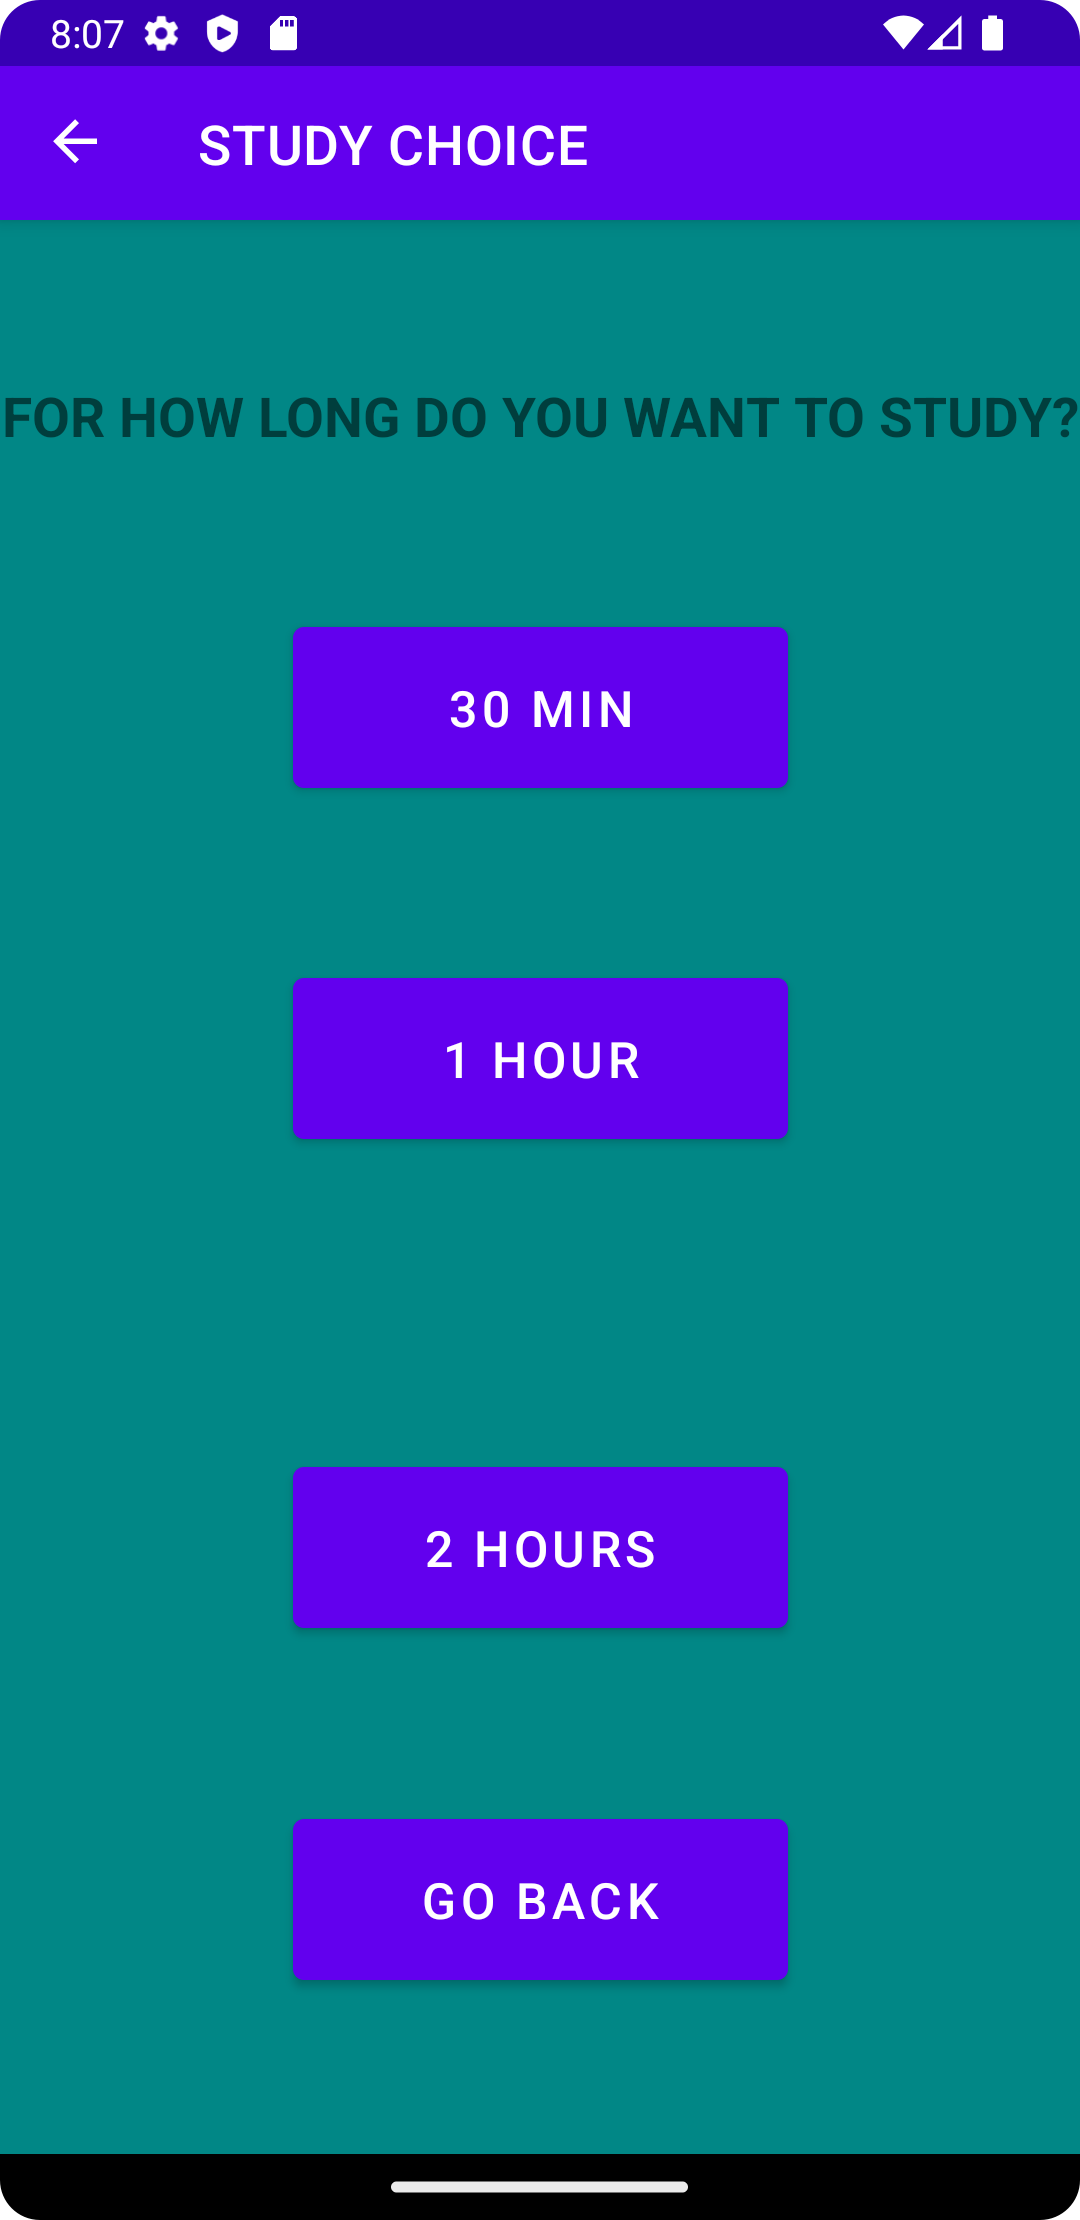 8:07
STUDY CHOICE
FOR HOW LONG DO YOU WANT TO STUDY?
30 MIN
1 HOUR
2 HOURS
GO BACK